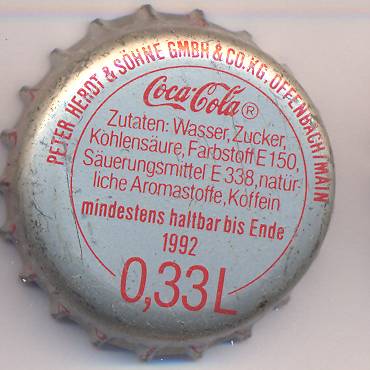 PETER HERDT & SÖHNE GMBH & CO. KG, OFFENBACH/MAIN
Coca-Cola®
Zutaten: Wasser, Zucker,
Kohlensäure, Farbstoff E 150,
Säuerungsmittel E 338, natür-
liche Aromastoffe, Koffein
mindestens haltbar bis Ende
1992
0,33 L